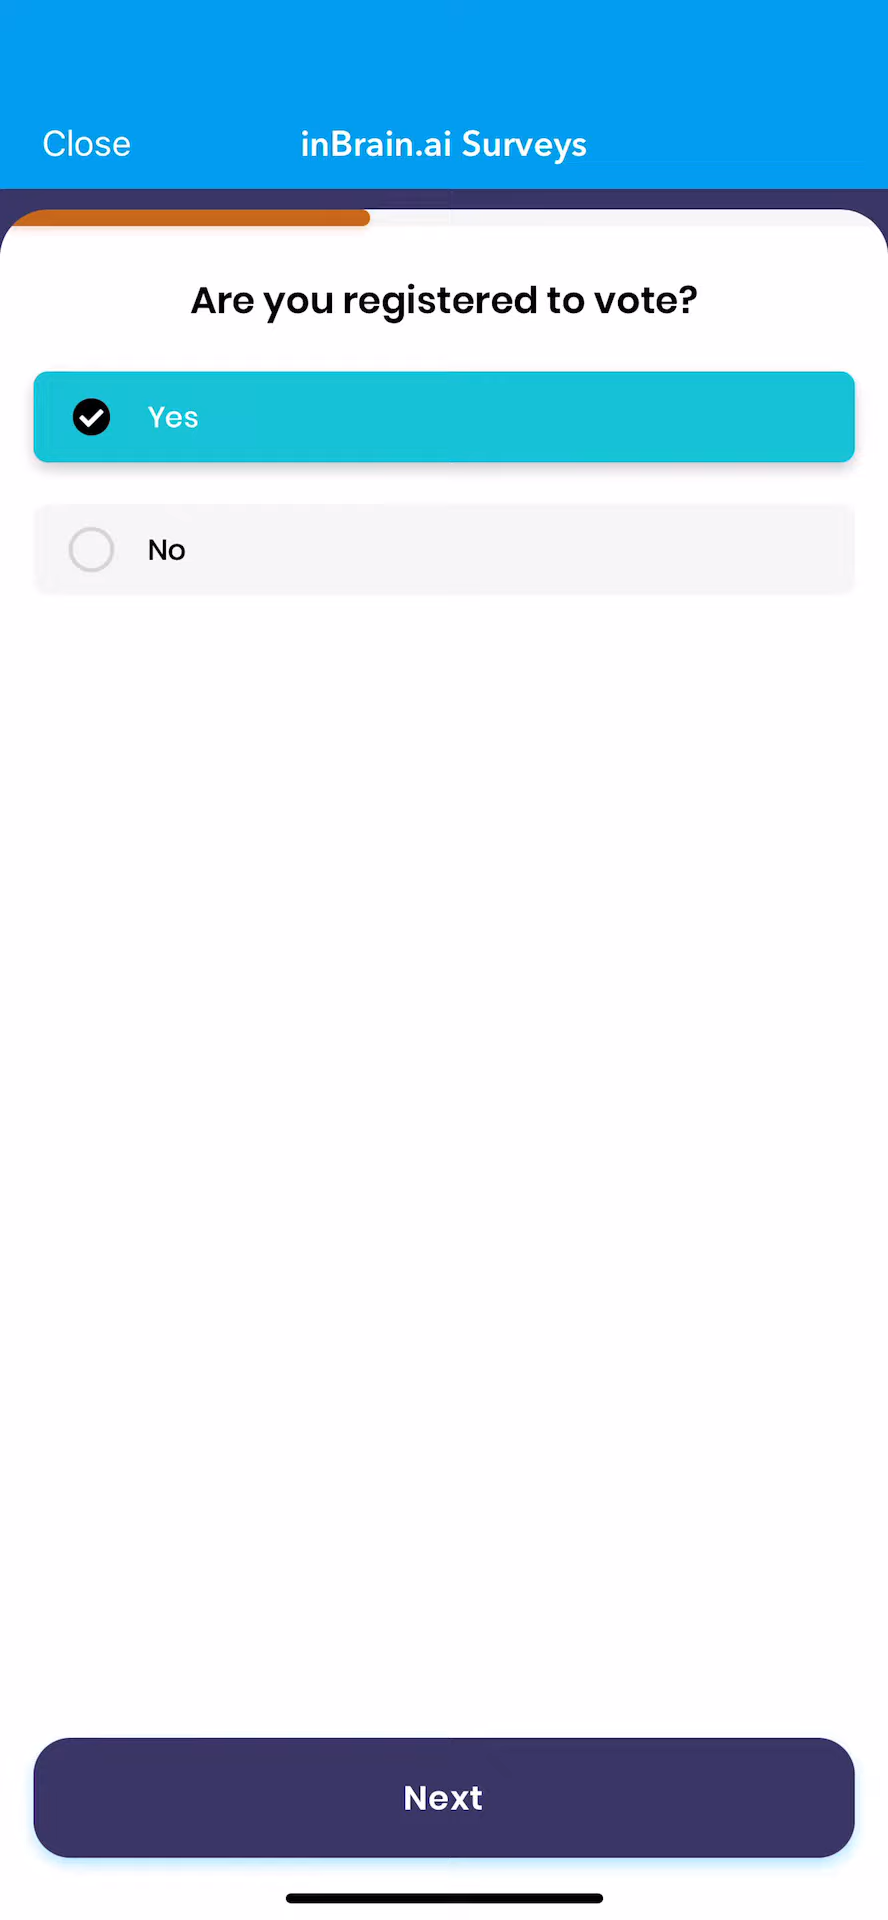 Close
inBrain.ai Surveys
Are you registered to vote?
Yes
No
Next